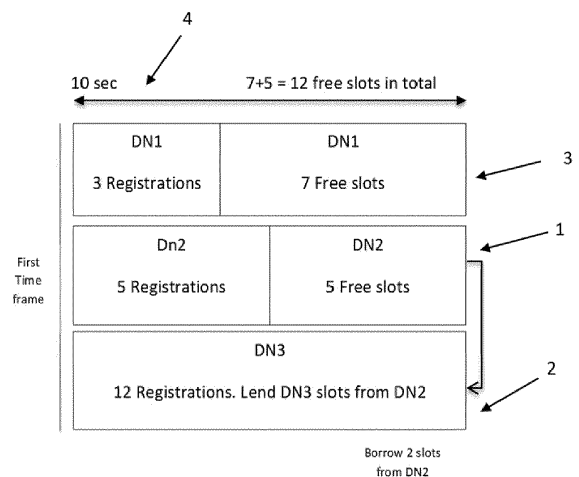 4
10 sec 7+5 = 12 free slots in total
DN1 DN1
3 Registrations 7 Free slots
3
Dn2 DN2
1
5 Registrations 5 Free slots
First
Time
frame
DN3
12 Registrations. Lend DN3 slots from DN2
2
Borrow 2 slots
from DN2